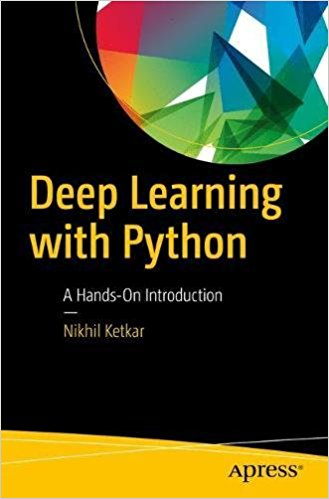 Deep Learning
with Python
A Hands-On Introduction
—
Nikhil Ketkar
Apress®